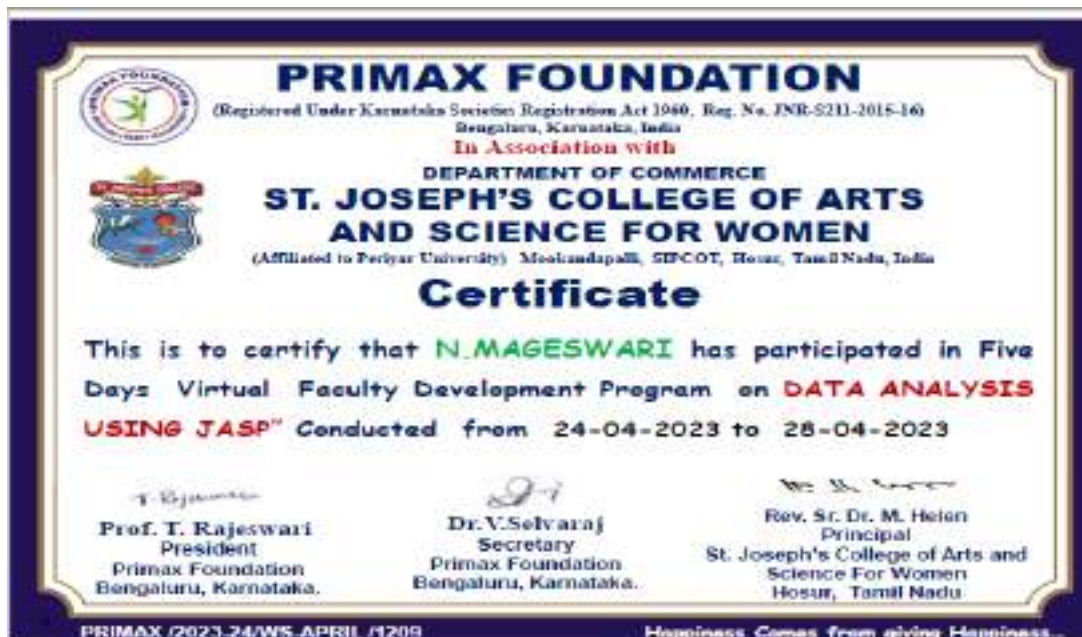 PRIMAX FOUNDATION
(Registered Under Karnataka Societies Registration Act 1960, Reg. No. JNR-S211-2015-16)
Bengaluru, Karnataka, India
In Association with
DEPARTMENT OF COMMERCE
ST. JOSEPH'S COLLEGE OF ARTS
AND SCIENCE FOR WOMEN
(Affiliated to Periyar University) Mookandapalli, SIPCOT, Hosur, Tamil Nadu, India
Certificate
This is to certify that N.MAGESWARI has participated in Five
Days Virtual Faculty Development Program on DATA ANALYSIS
USING JASP" Conducted from 24-04-2023 to 28-04-2023
Prof. T. Rajeswari
President
Primax Foundation
Bengaluru, Karnataka.
Dr.V.Selvaraj
Secretary
Primax Foundation
Bengaluru, Karnataka.
Rev. Sr. Dr. M. Helen
Principal
St. Joseph's College of Arts and
Science For Women
Hosur, Tamil Nadu
PRIMAX /2023-24/WS-APRIL /1209
Happiness Comes from giving Happiness..